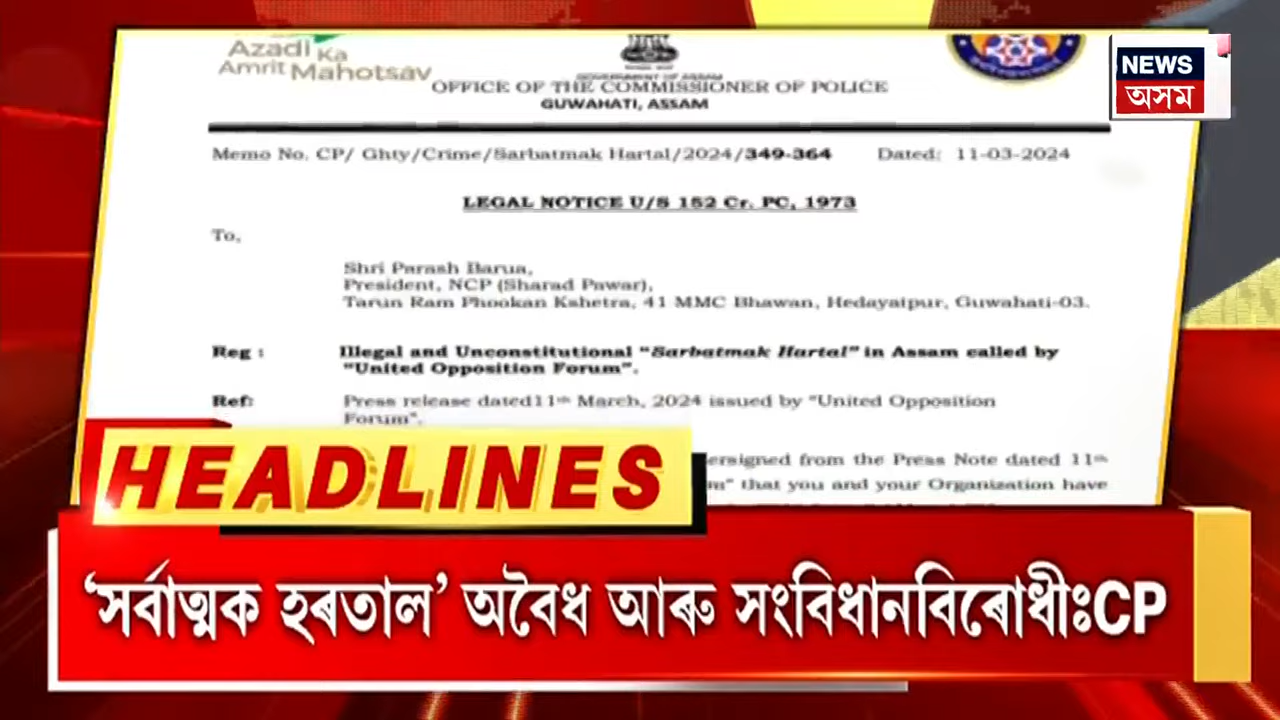 Azadi Ka
Amrit Mahotsav
GOVERNMENT OF ASSAM
OFFICE OF THE COMMISSIONER OF POLICE
GUWAHATI, ASSAM
NEWS
অসম
Memo No. CP/ Ghty/Crime/Sarbatmak Hartal/2024/349-364 Dated: 11-03-2024
LEGAL NOTICE U/S 152 Cr. PC, 1973
To,
Shri Parash Barua,
President, NCP (Sharad Pawar),
Tarun Ram Phookan Kshetra, 41 MMC Bhawan, Hedayatpur, Guwahati-03.
Reg : Illegal and Unconstitutional “Sarbatmak Hartal” in Assam called by
“United Opposition Forum”.
Ref: Press release dated11th March, 2024 issued by “United Opposition
Forum”.
ersigned from the Press Note dated 11th
m” that you and your Organization have
HEADLINES
‘সৰ্বাত্মক হৰতাল’ অবৈধ আৰু সংবিধানবিৰোধীঃCP